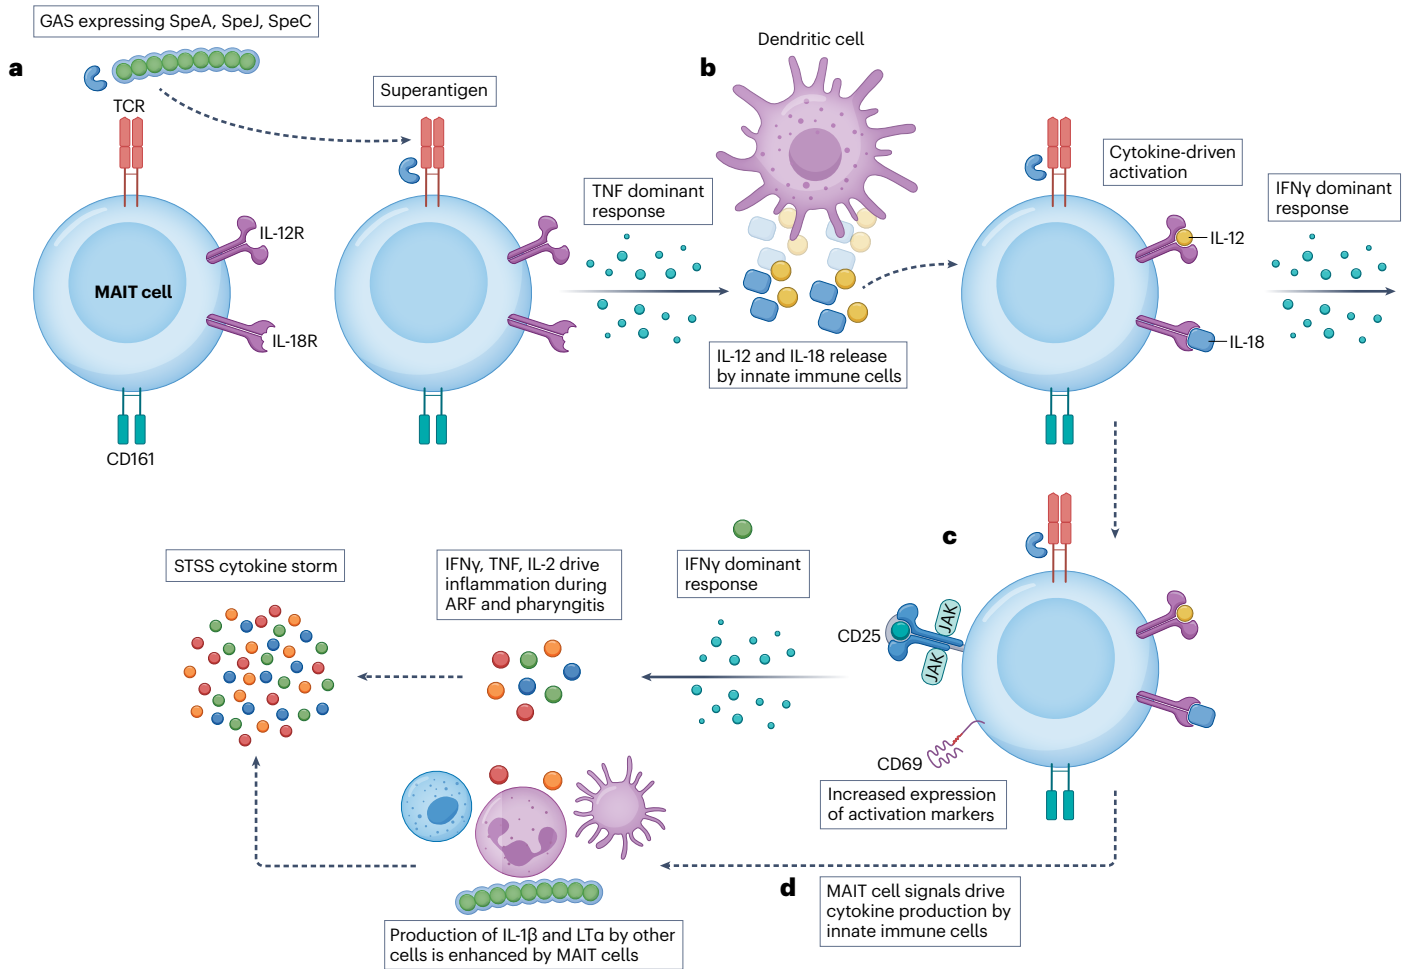 GAS expressing SpeA, SpeJ, SpeC
a
TCR
Superantigen
IL-12R
MAIT cell
IL-18R
CD161
TNF dominant
response
b
Dendritic cell
IL-12 and IL-18 release
by innate immune cells
Cytokine-driven
activation
IL-12
IL-18
IFNγ dominant
response
c
CD25
JAK
JAK
CD69
Increased expression
of activation markers
IFNγ dominant
response
IFNγ, TNF, IL-2 drive
inflammation during
ARF and pharyngitis
STSS cytokine storm
d
MAIT cell signals drive
cytokine production by
innate immune cells
Production of IL-1β and LTα by other
cells is enhanced by MAIT cells